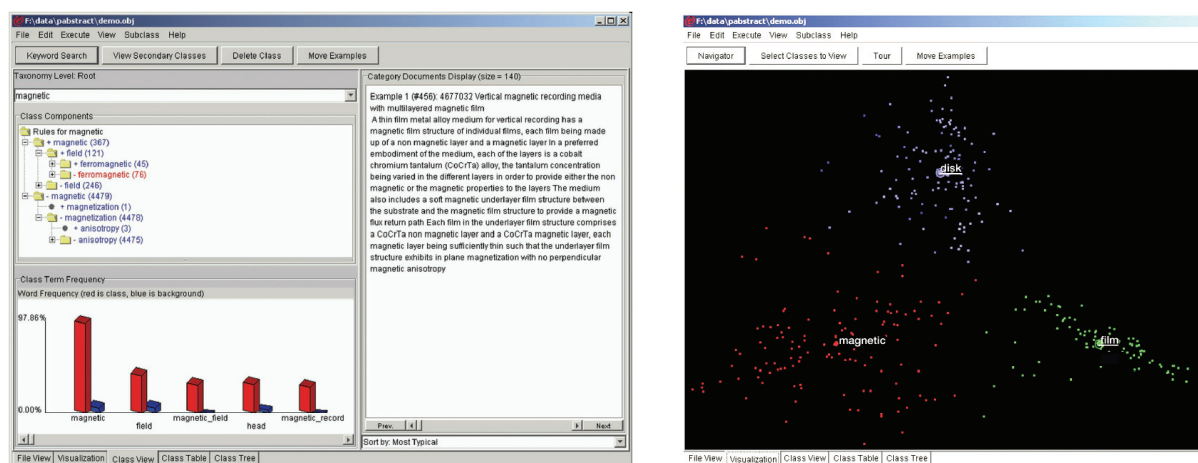 F:\data\pabstract\demo.obj
File Edit Execute View Subclass Help
Keyword Search View Secondary Classes Delete Class Move Examples
Taxonomy Level: Root
magnetic
Class Components
Rules for magnetic
+ magnetic (367)
+ field (121)
+ ferromagnetic (45)
- ferromagnetic (76)
- field (246)
- magnetic (4479)
+ magnetization (1)
- magnetization (4478)
+ anisotropy (3)
- anisotropy (4475)
Class Term Frequency
Word Frequency (red is class, blue is background)
97.86%
0.00%
magnetic field magnetic_field head magnetic_record
Category Documents Display (size = 140)
Example 1 (#456): 4677032 Vertical magnetic recording media
with multilayered magnetic film
A thin film metal alloy medium for vertical recording has a
magnetic film structure of individual films, each film being made
up of a non magnetic layer and a magnetic layer In a preferred
embodiment of the medium, each of the layers is a cobalt
chromium tantalum (CoCrTa) alloy, the tantalum concentration
being varied in the different layers in order to provide either the non
magnetic or the magnetic properties to the layers The medium
also includes a soft magnetic underlayer film structure between
the substrate and the magnetic film structure to provide a magnetic
flux return path Each film in the underlayer film structure comprises
a CoCrTa non magnetic layer and a CoCrTa magnetic layer, each
magnetic layer being sufficiently thin such that the underlayer film
structure exhibits in plane magnetization with no perpendicular
magnetic anisotropy
Prev. Next
Sort by: Most Typical
File View Visualization Class View Class Table Class Tree
F:\data\pabstract\demo.obj
File Edit Execute View Subclass Help
Navigator Select Classes to View Tour Move Examples
disk
magnetic
film
File View Visualization Class View Class Table Class Tree